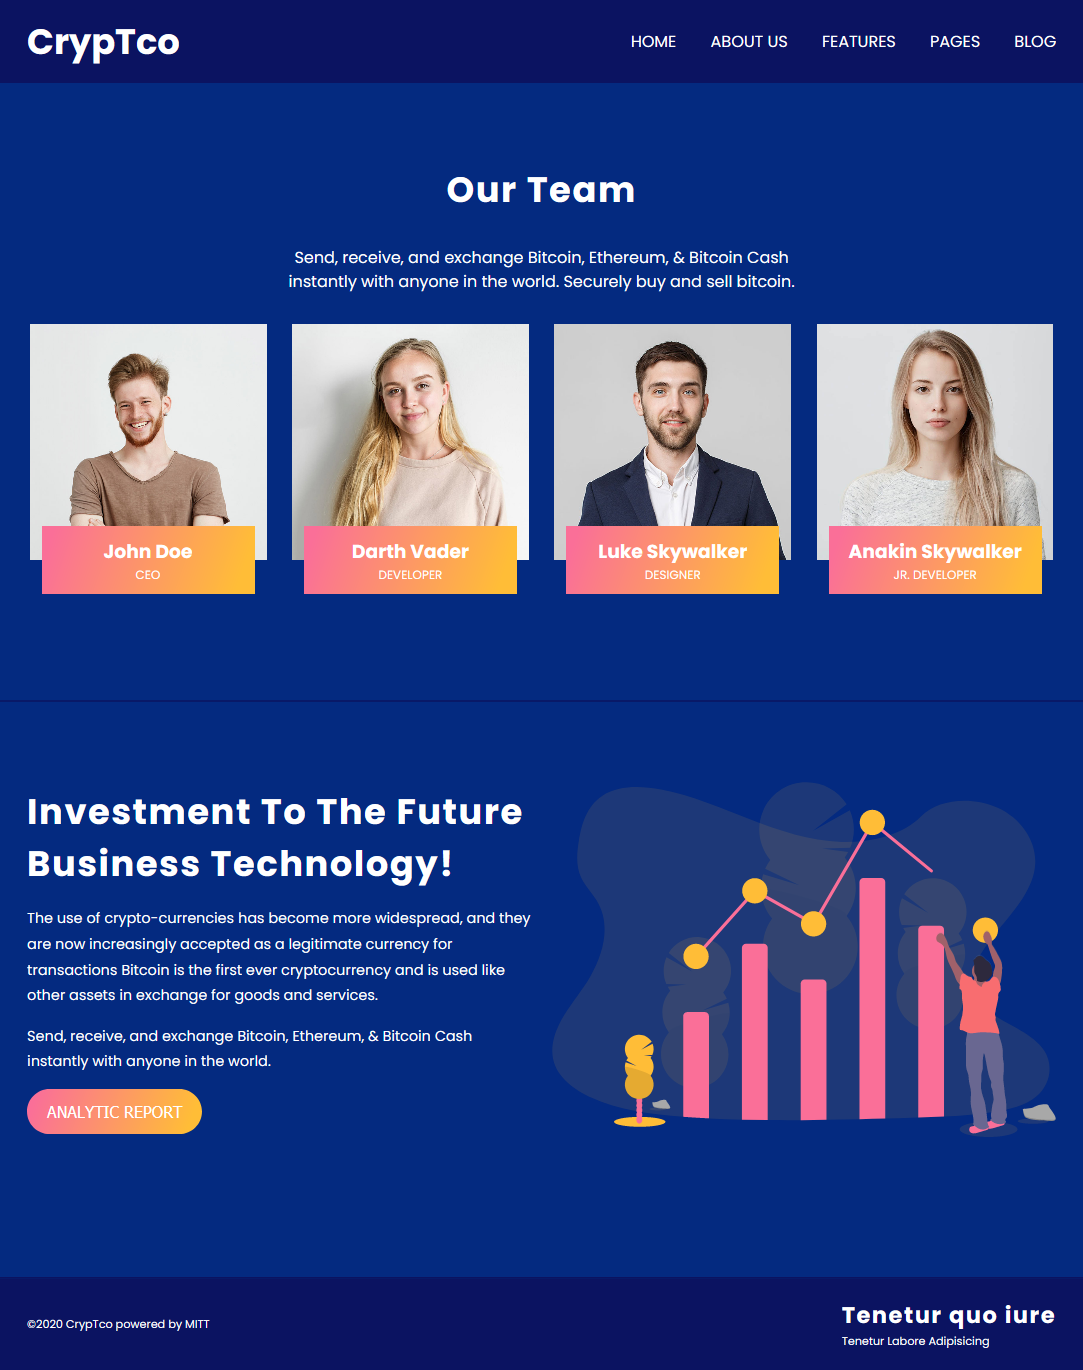 CrypTco
HOME ABOUT US FEATURES PAGES BLOG
Our Team
Send, receive, and exchange Bitcoin, Ethereum, & Bitcoin Cash
instantly with anyone in the world. Securely buy and sell bitcoin.
John Doe
CEO
Darth Vader
DEVELOPER
Luke Skywalker
DESIGNER
Anakin Skywalker
JR. DEVELOPER
Investment To The Future
Business Technology!
The use of crypto-currencies has become more widespread, and they
are now increasingly accepted as a legitimate currency for
transactions Bitcoin is the first ever cryptocurrency and is used like
other assets in exchange for goods and services.
Send, receive, and exchange Bitcoin, Ethereum, & Bitcoin Cash
instantly with anyone in the world.
ANALYTIC REPORT
©2020 CrypTco powered by MITT
Tenetur quo iure
Tenetur Labore Adipisicing